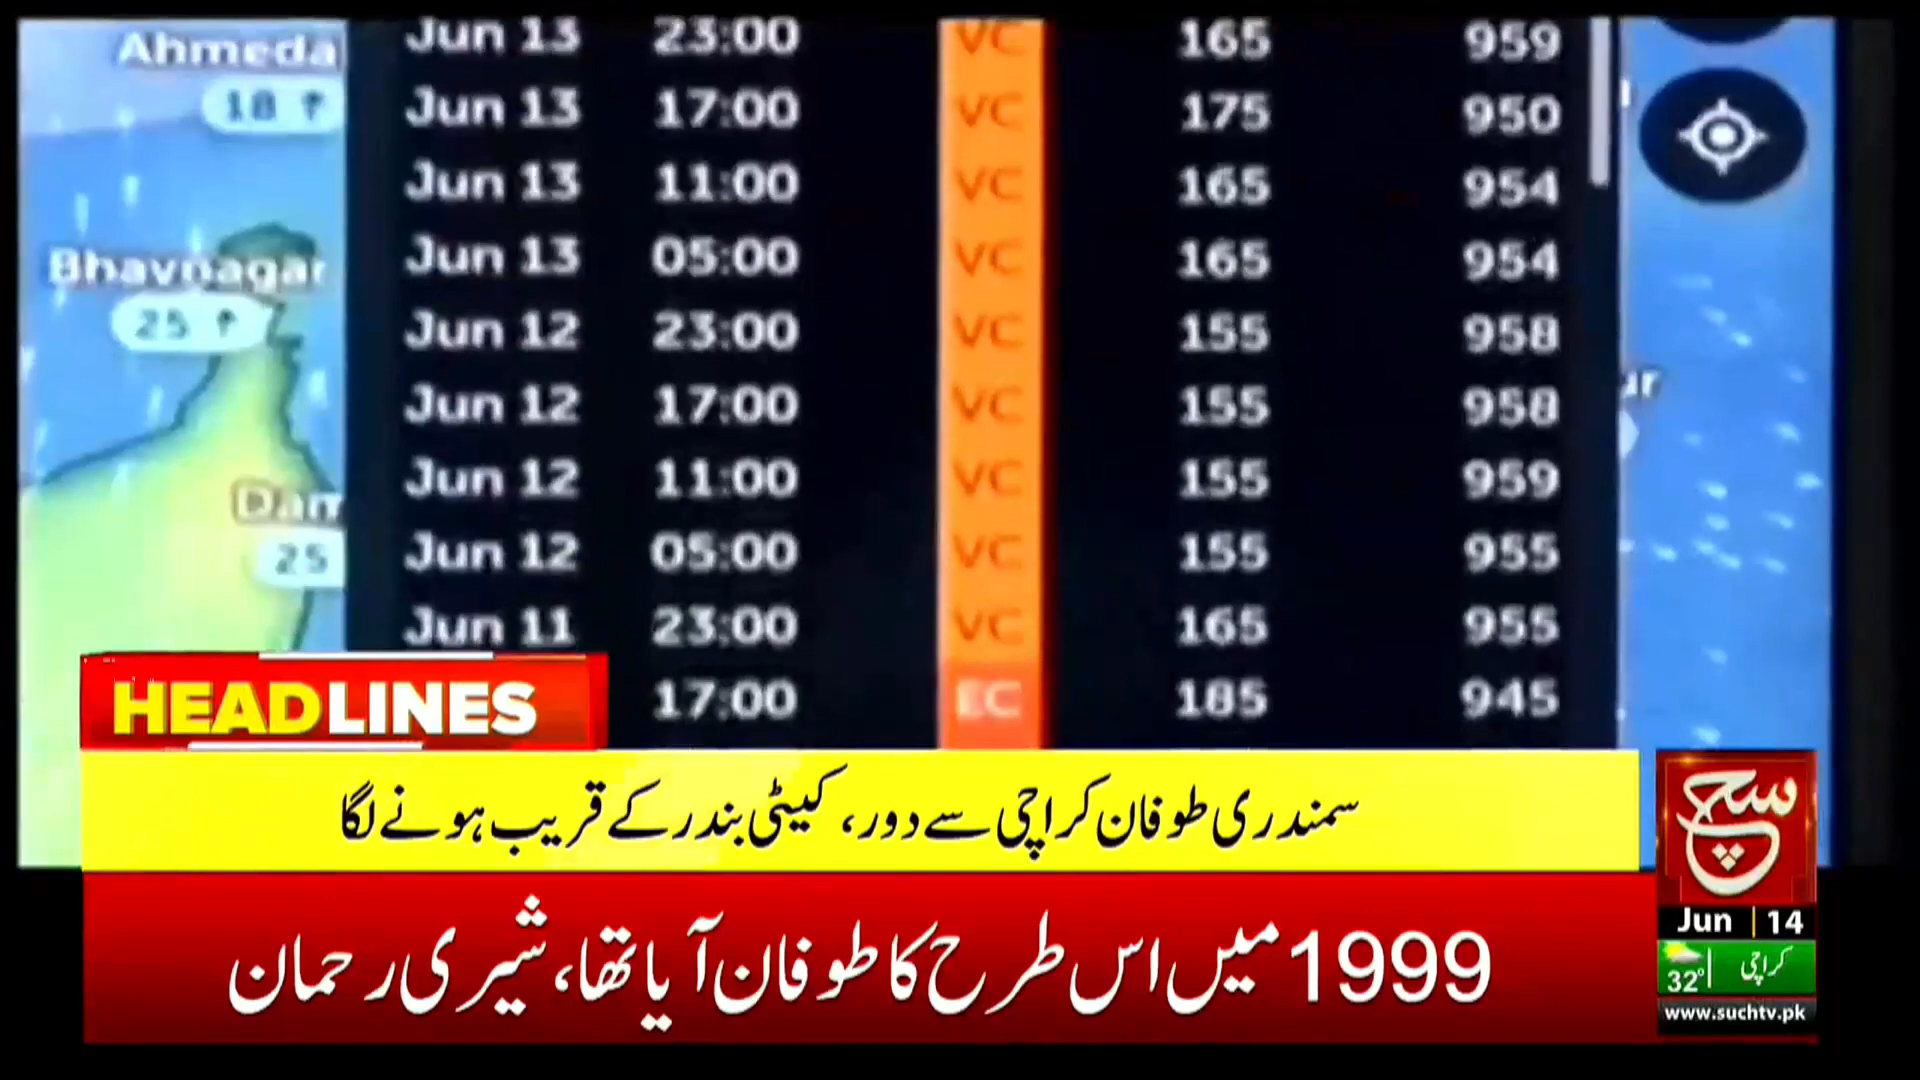 Ahmeda
18 ↑
Bhavnagar
25 ↑
Dam
25
Jun 13 23:00 VC 165 959
Jun 13 17:00 VC 175 950
Jun 13 11:00 VC 165 954
Jun 13 05:00 VC 165 954
Jun 12 23:00 VC 155 958
Jun 12 17:00 VC 155 958
Jun 12 11:00 VC 155 959
Jun 12 05:00 VC 155 955
Jun 11 23:00 VC 165 955
17:00 EC 185 945
ur
HEADLINES
سمندری طوفان کراچی سے دور، کیٹی بندر کے قریب ہونے لگا
1999 میں اس طرح کا طوفان آیا تھا، شیری رحمان
سچ
Jun | 14
32° | کراچی
www.suchtv.pk